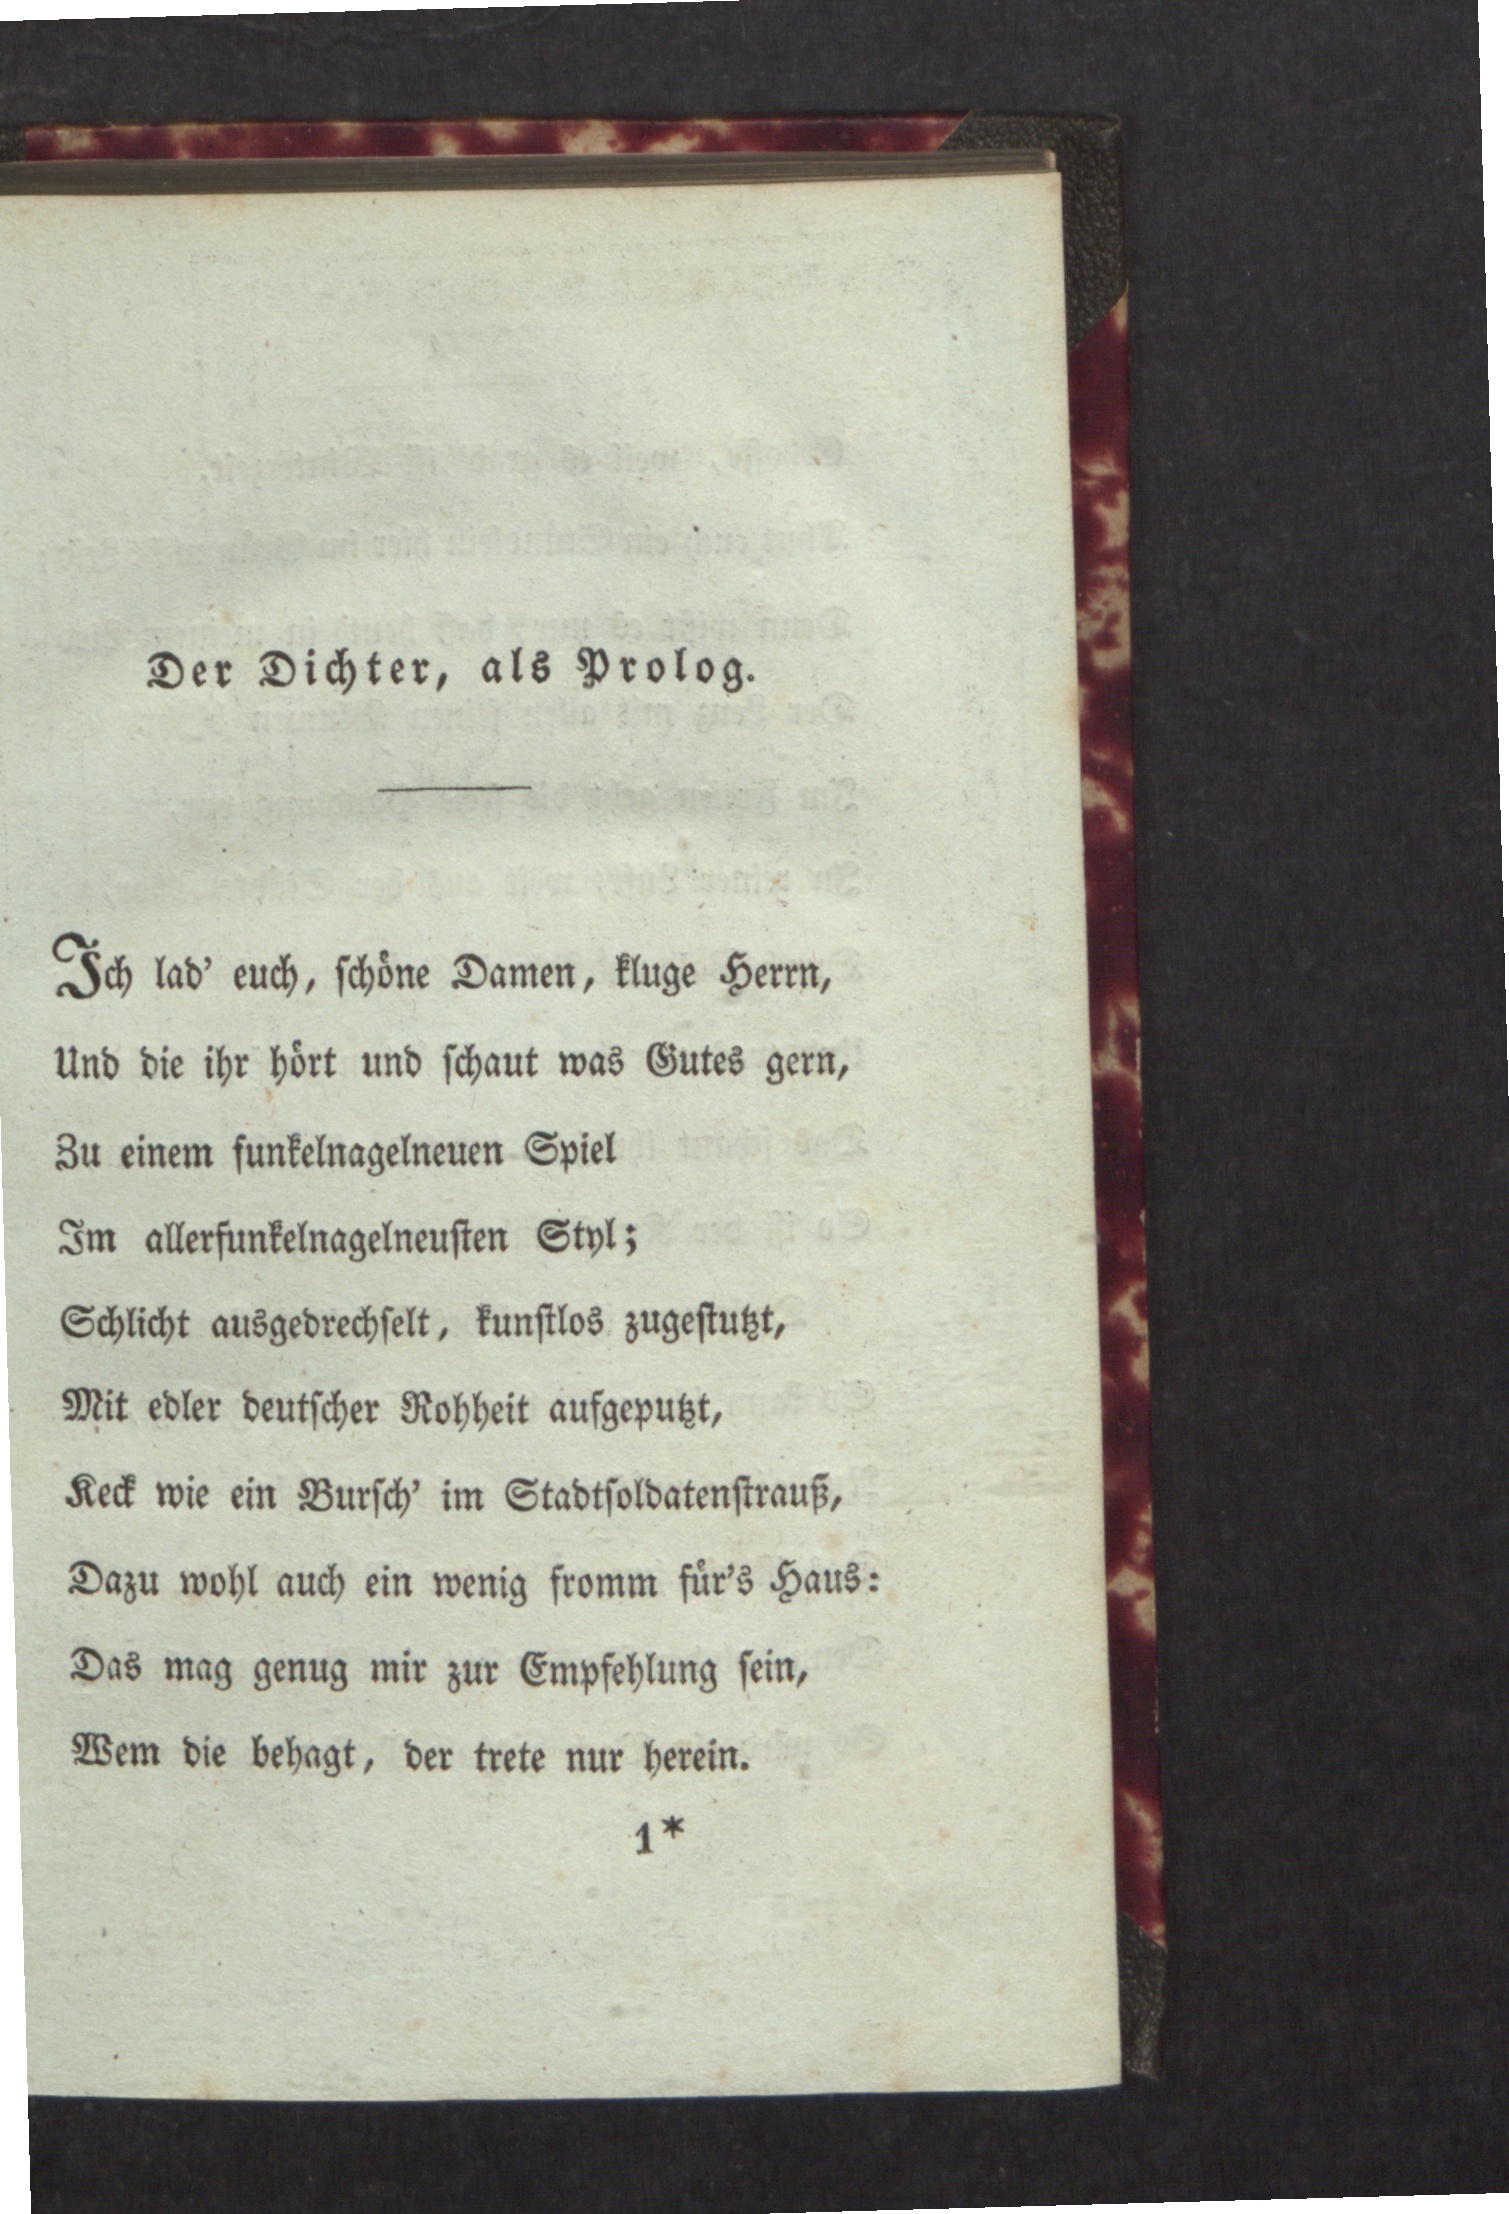 Der Dichter, als Prolog.
Ich lad' euch, ſchöne Damen, kluge Herrn,
Und die ihr hört und ſchaut was Gutes gern,
Zu einem funkelnagelneuen Spiel
Im allerfunkelnagelneuſten Styl;
Schlicht ausgedrechſelt, kunſtlos zugeſtutzt,
Mit edler deutſcher Rohheit aufgeputzt,
Keck wie ein Burſch' im Stadtſoldatenſtrauß,
Dazu wohl auch ein wenig fromm für's Haus:
Das mag genug mir zur Empfehlung ſein,
Wem die behagt, der trete nur herein.
1*